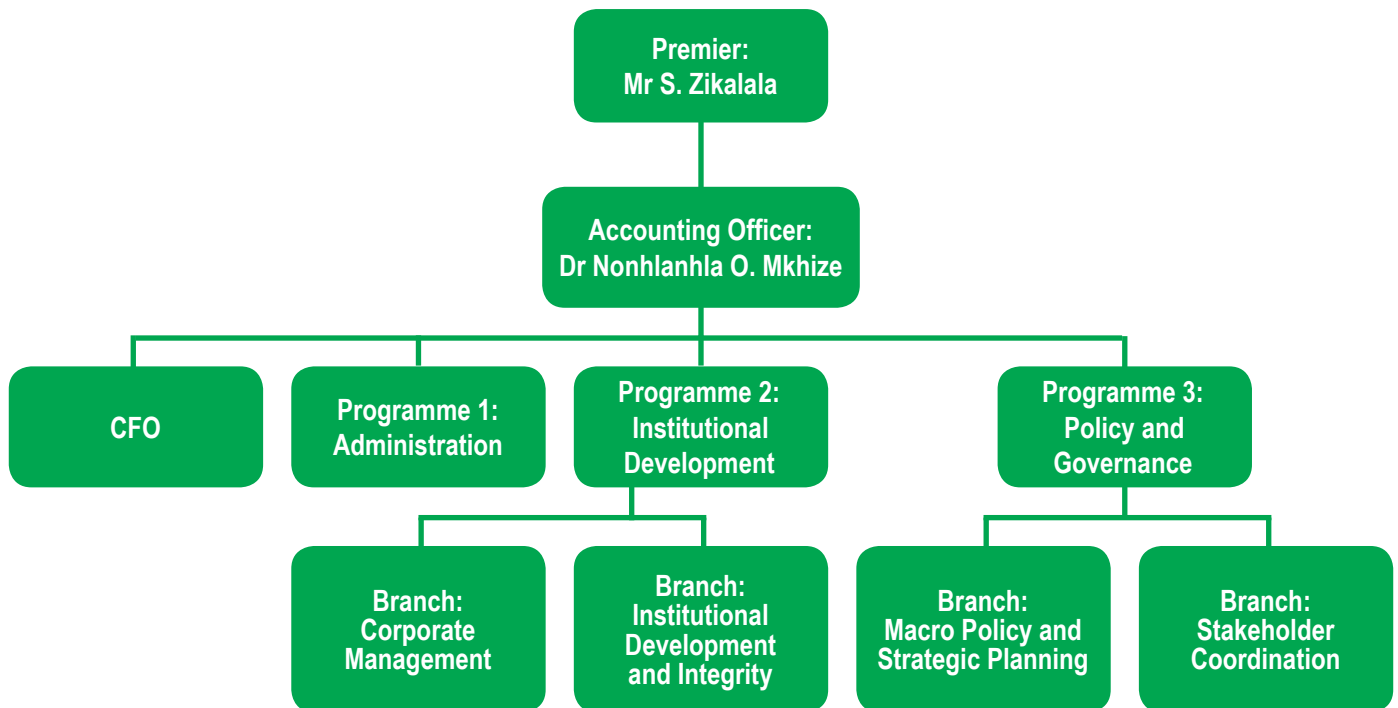 Premier:
Mr S. Zikalala
Accounting Officer:
Dr Nonhlanhla O. Mkhize
CFO
Programme 1:
Administration
Programme 2:
Institutional
Development
Programme 3:
Policy and
Governance
Branch:
Corporate
Management
Branch:
Institutional
Development
and Integrity
Branch:
Macro Policy and
Strategic Planning
Branch:
Stakeholder
Coordination